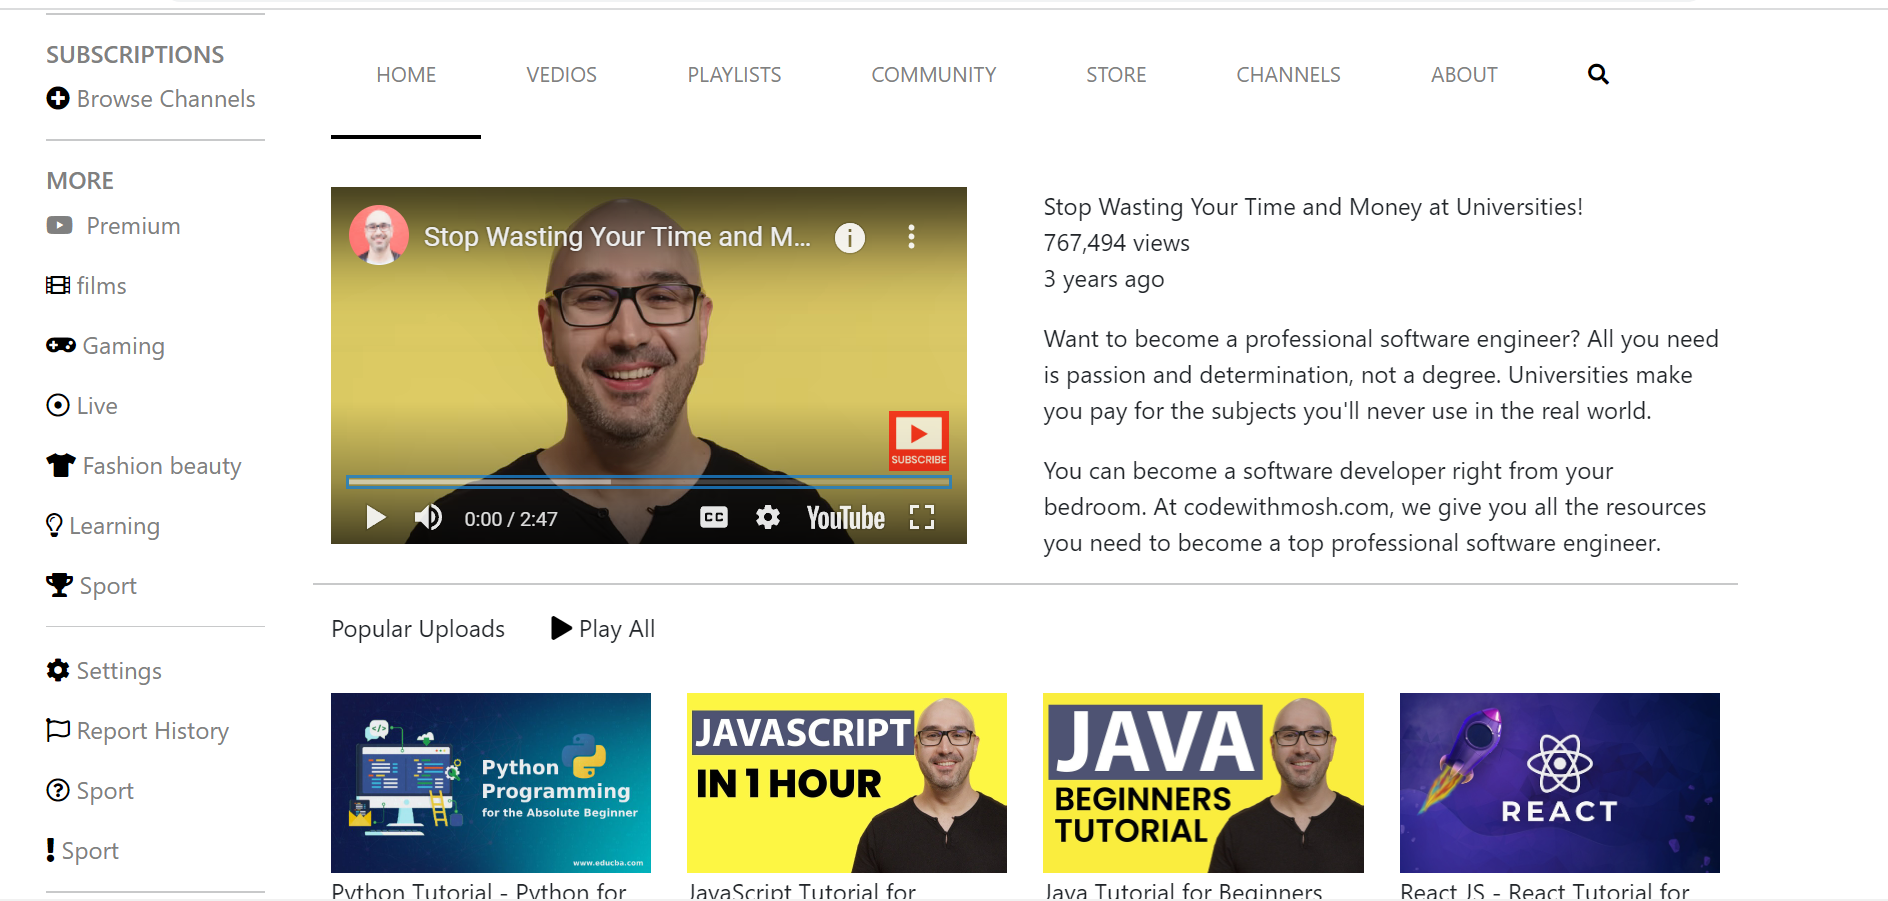 SUBSCRIPTIONS
Browse Channels
MORE
Premium
films
Gaming
Live
Fashion beauty
Learning
Sport
Settings
Report History
Sport
Sport
HOME
VEDIOS
PLAYLISTS
COMMUNITY
STORE
CHANNELS
ABOUT
Stop Wasting Your Time and M...
SUBSCRIBE
0:00 / 2:47
CC
YouTube
Stop Wasting Your Time and Money at Universities!
767,494 views
3 years ago
Want to become a professional software engineer? All you need
is passion and determination, not a degree. Universities make
you pay for the subjects you'll never use in the real world.
You can become a software developer right from your
bedroom. At codewithmosh.com, we give you all the resources
you need to become a top professional software engineer.
Popular Uploads
Play All
Python
Programming
for the Absolute Beginner
www.educba.com
JAVASCRIPT
IN 1 HOUR
JAVA
BEGINNERS
TUTORIAL
REACT
Python Tutorial - Python for
JavaScript Tutorial for
Java Tutorial for Beginners
React JS - React Tutorial for